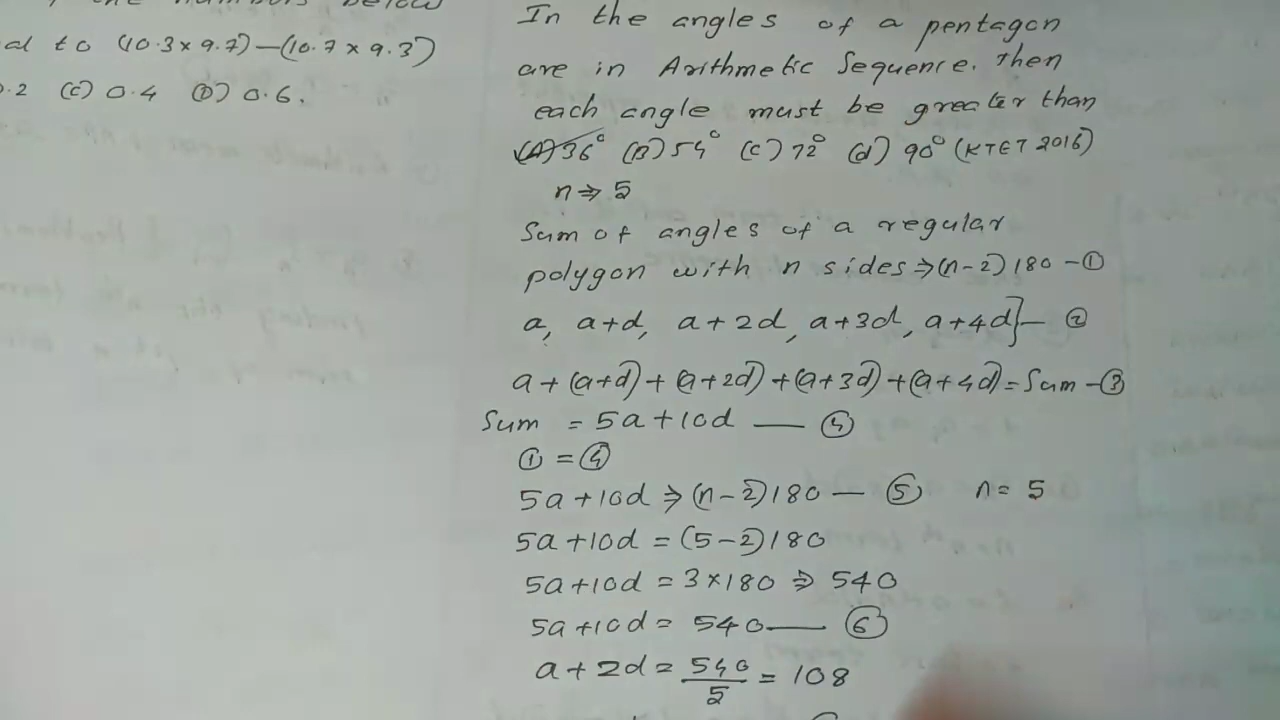 the numbers below
al to (10.3 x 9.7) — (10.7 x 9.3)
0.2 (C) 0.4 (D) 0.6.
In the angles of a pentagon
are in Arithmetic Sequence. Then
each angle must be greater than
(A) 36° (B) 54° (C) 72° (d) 90° (KTET 2016)
n ⇒ 5
Sum of angles of a regular
polygon with n sides ⇒ (n-2) 180 - ①
a, a+d, a+2d, a+3d, a+4d} — ②
a + (a+d) + (a+2d) + (a+3d) + (a+4d) = Sum - ③
Sum = 5a+10d — ④
① = ④
5a+10d ⇒ (n-2) 180 — ⑤ n = 5
5a+10d = (5-2) 180
5a+10d = 3 x 180 ⇒ 540
5a+10d = 540 — ⑥
a + 2d = 540/5 = 108